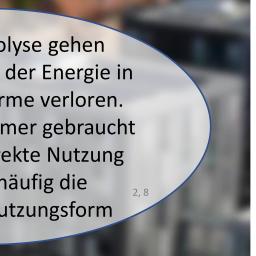 olyse gehen
der Energie in
rme verloren.
mer gebraucht
ekte Nutzung
häufig die
2, 8
utzungsform